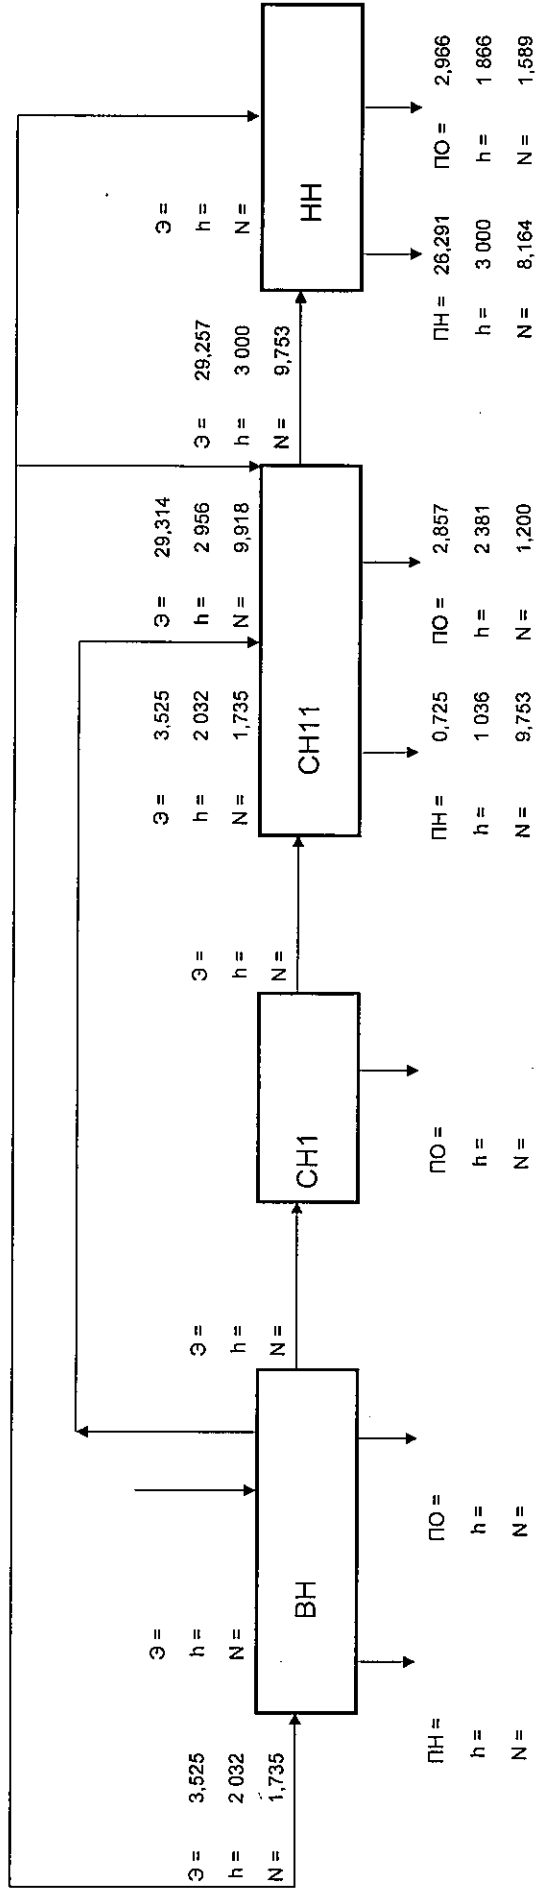 Э = 3,525
h = 2 032
N = 1,735
Э =
h =
N =
ВН
ПН =
h =
N =
ПО =
h =
N =
Э =
h =
N =
СН1
ПО =
h =
N =
Э =
h =
N =
Э = 3,525
h = 2 032
N = 1,735
Э = 29,314
h = 2 956
N = 9,918
СН11
ПН = 0,725
h = 1 036
N = 9,753
ПО = 2,857
h = 2 381
N = 1,200
Э = 29,257
h = 3 000
N = 9,753
Э =
h =
N =
НН
ПН = 26,291
h = 3 000
N = 8,164
ПО = 2,966
h = 1 866
N = 1,589